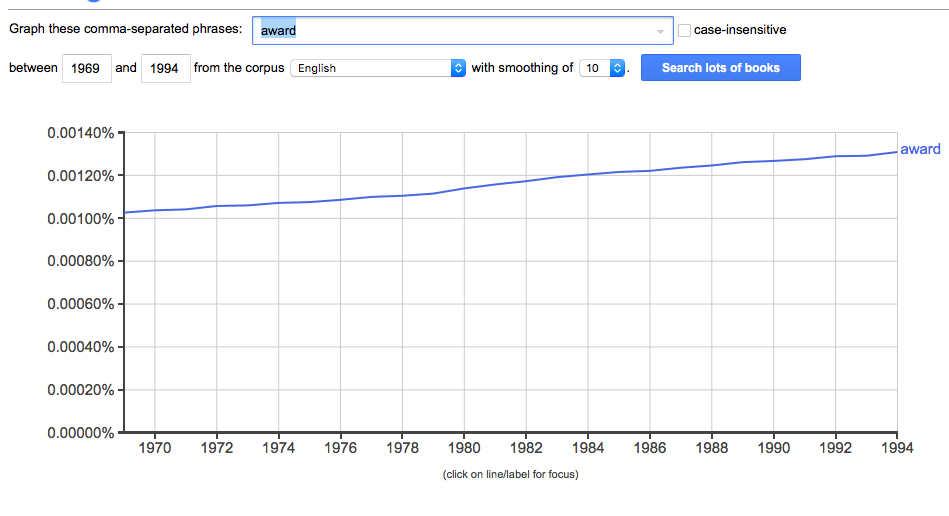 Graph these comma-separated phrases: award case-insensitive
between 1969 and 1994 from the corpus English with smoothing of 10 . Search lots of books
0.00140%
award
0.00120%
0.00100%
0.00080%
0.00060%
0.00040%
0.00020%
0.00000%
1970 1972 1974 1976 1978 1980 1982 1984 1986 1988 1990 1992 1994
(click on line/label for focus)